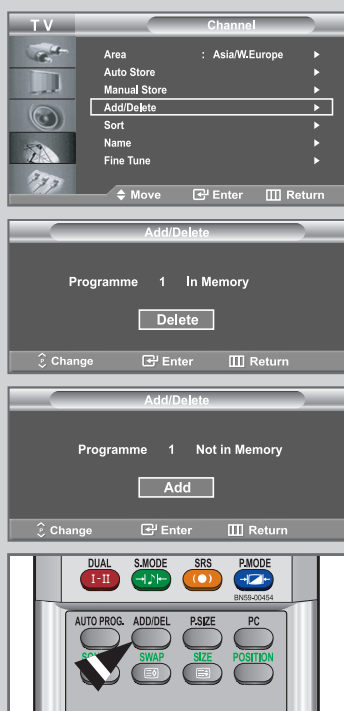 TV
Channel
Area : Asia/W.Europe
Auto Store
Manual Store
Add/Delete
Sort
Name
Fine Tune
Move Enter Return
Add/Delete
Programme 1 In Memory
Delete
P Change Enter Return
Add/Delete
Programme 1 Not in Memory
Add
P Change Enter Return
DUAL S.MODE SRS P.MODE
I-II
BN59-00454
AUTO PROG. ADD/DEL P.SIZE PC
SWAP SIZE POSITION